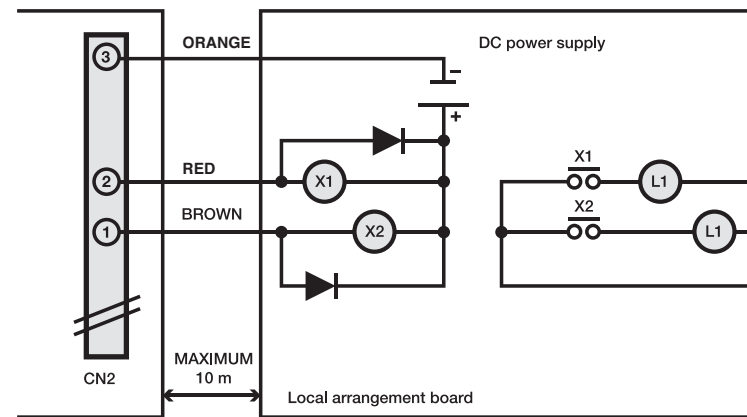 ORANGE
DC power supply
3
−
+
X1
RED
2
X1
L1
BROWN
X2
1
X2
L1
MAXIMUM
10 m
CN2
Local arrangement board